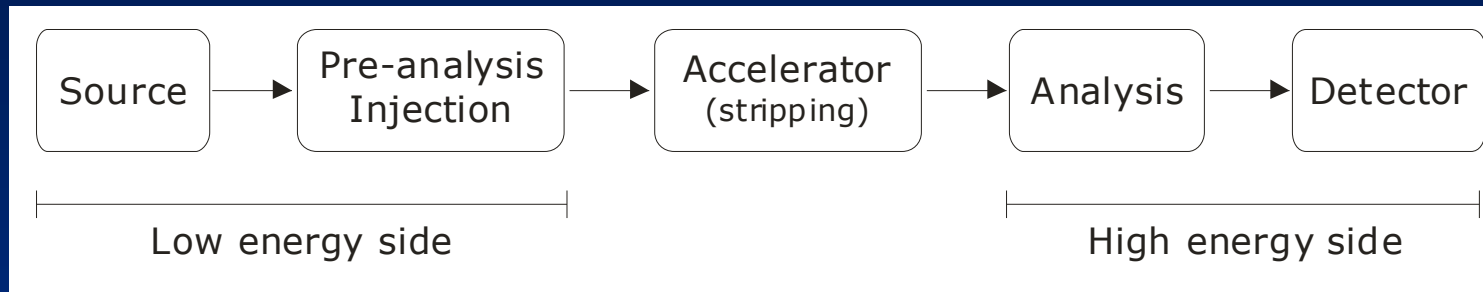 Source
Pre-analysis
Injection
Accelerator
(stripping)
Analysis
Detector
Low energy side
High energy side